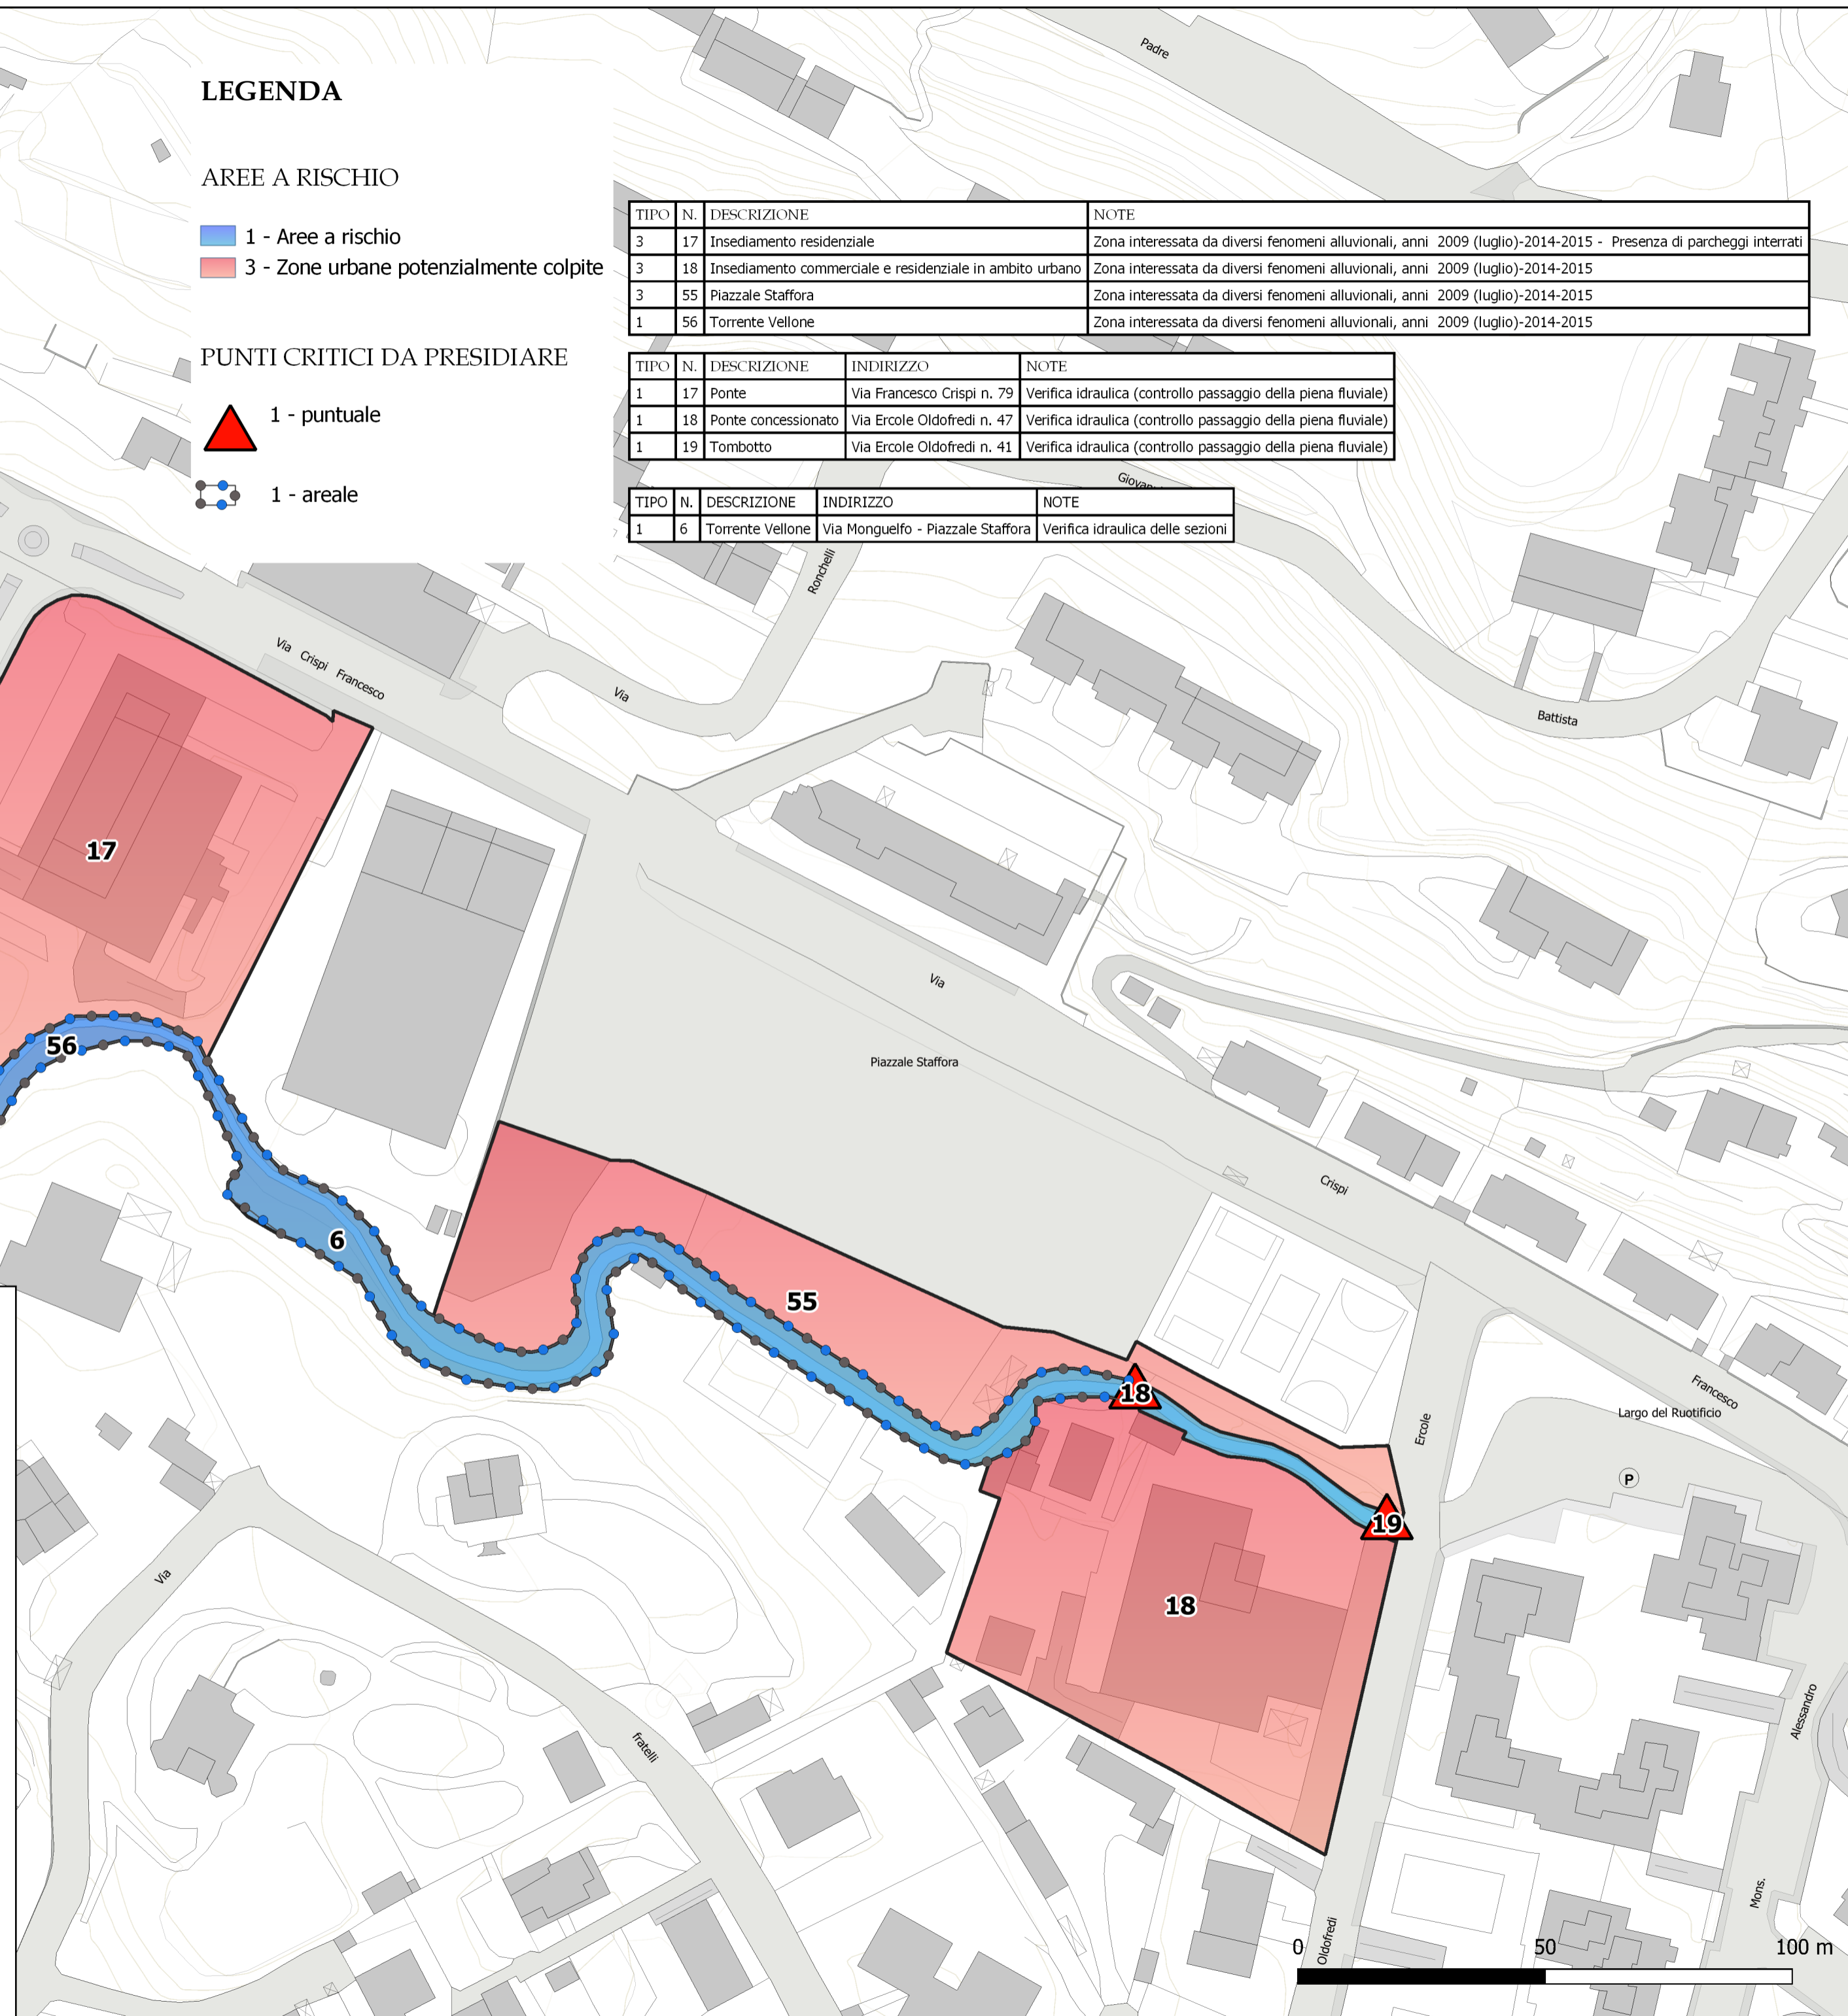 LEGENDA
AREE A RISCHIO
1 - Aree a rischio
3 - Zone urbane potenzialmente colpite
PUNTI CRITICI DA PRESIDIARE
1 - puntuale
1 - areale
TIPO N. DESCRIZIONE NOTE
3 17 Insediamento residenziale Zona interessata da diversi fenomeni alluvionali, anni 2009 (luglio)-2014-2015 - Presenza di parcheggi interrati
3 18 Insediamento commerciale e residenziale in ambito urbano Zona interessata da diversi fenomeni alluvionali, anni 2009 (luglio)-2014-2015
3 55 Piazzale Staffora Zona interessata da diversi fenomeni alluvionali, anni 2009 (luglio)-2014-2015
1 56 Torrente Vellone Zona interessata da diversi fenomeni alluvionali, anni 2009 (luglio)-2014-2015
TIPO N. DESCRIZIONE INDIRIZZO NOTE
1 17 Ponte Via Francesco Crispi n. 79 Verifica idraulica (controllo passaggio della piena fluviale)
1 18 Ponte concessionato Via Ercole Oldofredi n. 47 Verifica idraulica (controllo passaggio della piena fluviale)
1 19 Tombotto Via Ercole Oldofredi n. 41 Verifica idraulica (controllo passaggio della piena fluviale)
TIPO N. DESCRIZIONE INDIRIZZO NOTE
1 6 Torrente Vellone Via Monguelfo - Piazzale Staffora Verifica idraulica delle sezioni
Padre
Ronchelli
Via Crispi Francesco
Via
Battista
17
Via
56
Piazzale Staffora
Crispi
6
55
18
Francesco
Largo del Ruotificio
Ercole
P
19
Via
18
fratelli
Alessandro
Mons.
Oldofredi
0 50 100 m